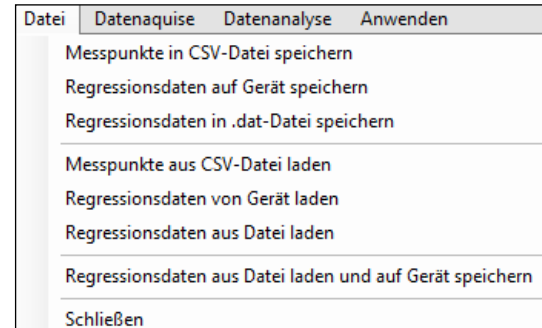 Datei Datenaquise Datenanalyse Anwenden
Messpunkte in CSV-Datei speichern
Regressionsdaten auf Gerät speichern
Regressionsdaten in .dat-Datei speichern
Messpunkte aus CSV-Datei laden
Regressionsdaten von Gerät laden
Regressionsdaten aus Datei laden
Regressionsdaten aus Datei laden und auf Gerät speichern
Schließen